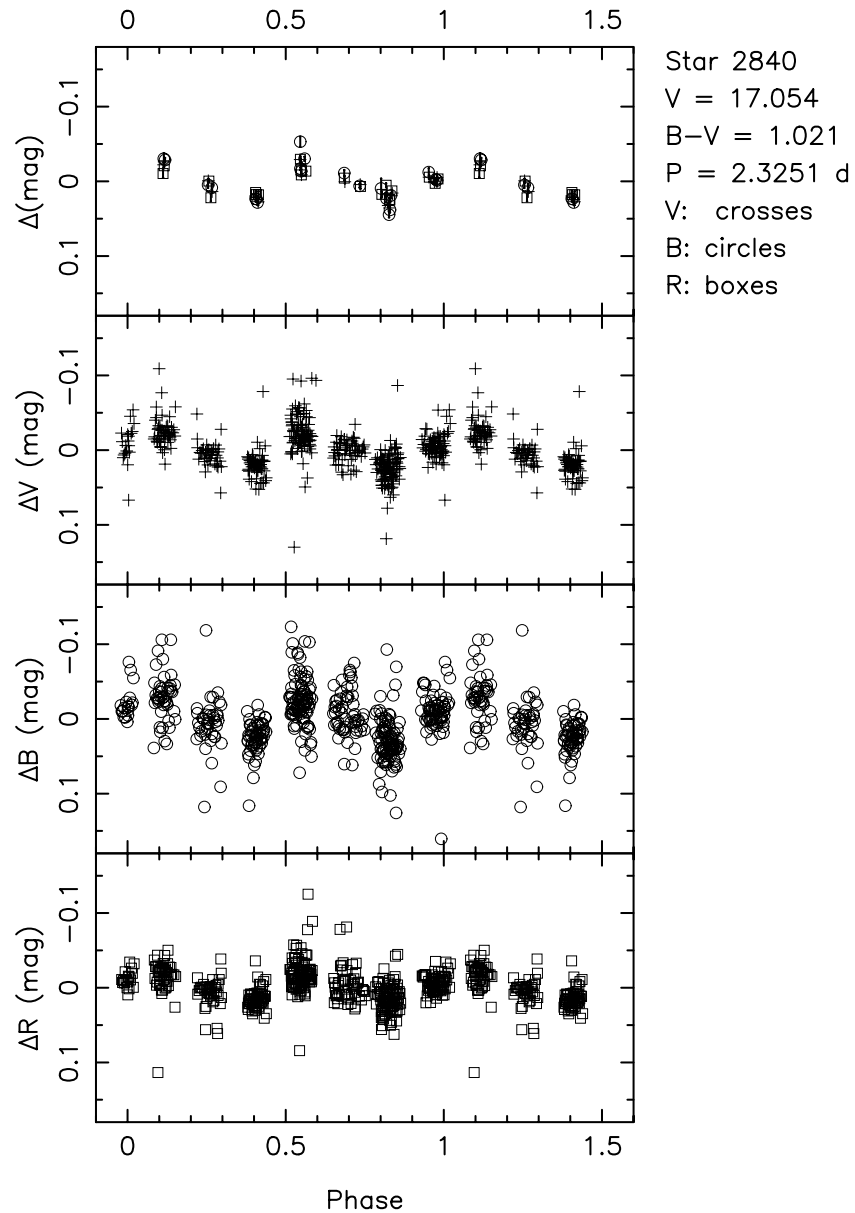 0 0.5 1 1.5
Star 2840
V = 17.054
B−V = 1.021
P = 2.3251 d
V: crosses
B: circles
R: boxes
−0.1
0
0.1
Δ(mag)
−0.1
0
0.1
ΔV (mag)
−0.1
0
0.1
ΔB (mag)
−0.1
0
0.1
ΔR (mag)
0 0.5 1 1.5
Phase